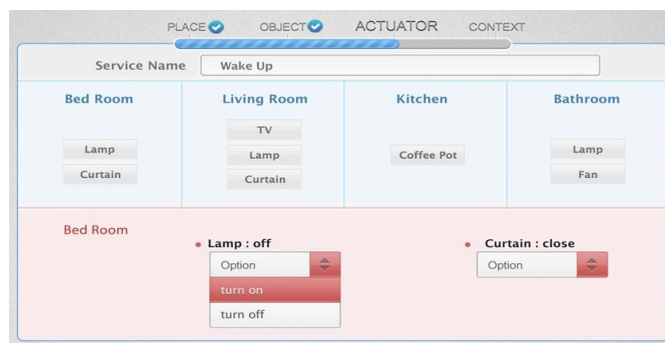 PLACE OBJECT ACTUATOR CONTEXT
Service Name Wake Up
Bed Room Living Room Kitchen Bathroom
TV
Lamp Lamp Coffee Pot Lamp
Curtain Curtain Fan
Bed Room
Lamp : off Curtain : close
Option Option
turn on
turn off